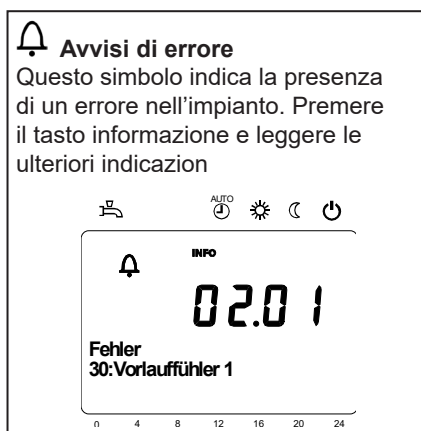 Avvisi di errore
Questo simbolo indica la presenza
di un errore nell'impianto. Premere
il tasto informazione e leggere le
ulteriori indicazion
AUTO
INFO
02.01
Fehler
30:Vorlauffühler 1
0 4 8 12 16 20 24